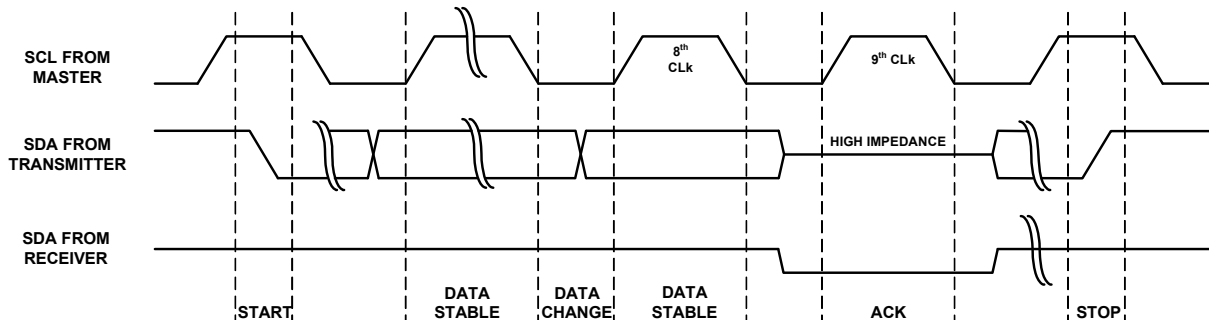 SCL FROM
MASTER
8th
CLk
9th CLk
SDA FROM
TRANSMITTER
HIGH IMPEDANCE
SDA FROM
RECEIVER
START
DATA
STABLE
DATA
CHANGE
DATA
STABLE
ACK
STOP